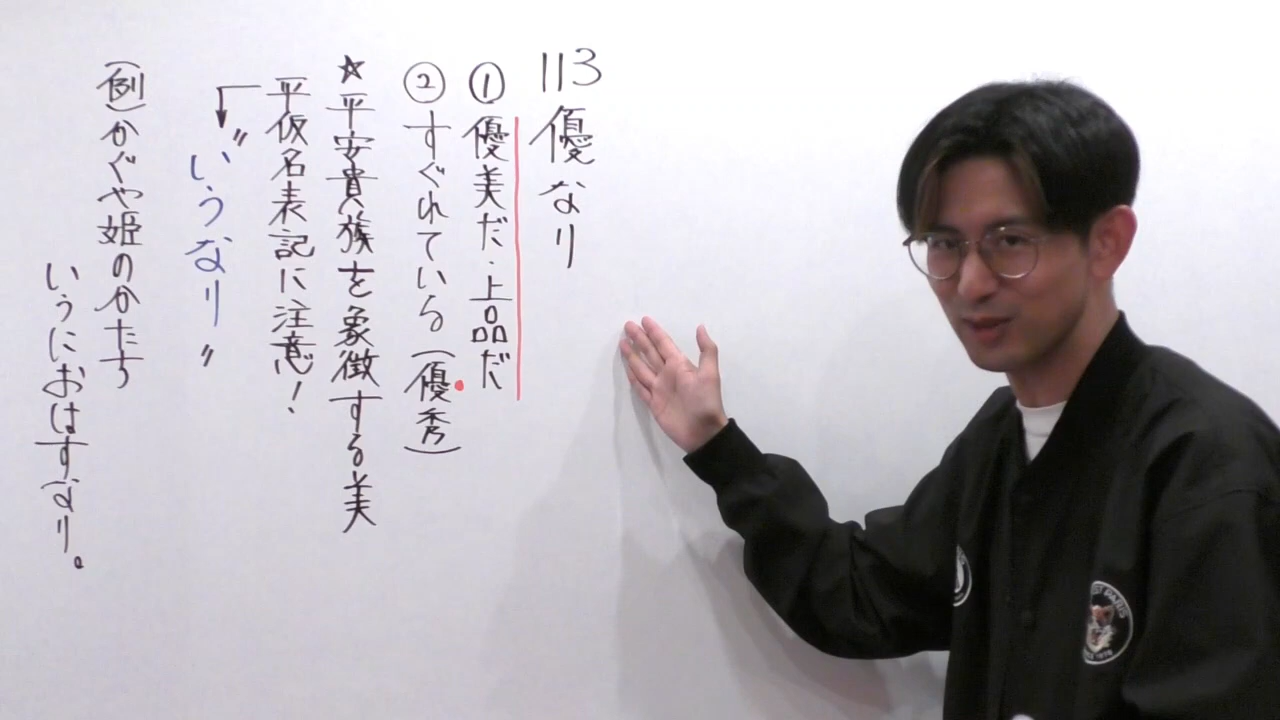 113 優なり
①優美だ・上品だ
②すぐれている(優秀)
★平安貴族を象徴する美
平仮名表記に注意!
"いうなり"
(例)かぐや姫のかたち
いうにおはすなり。